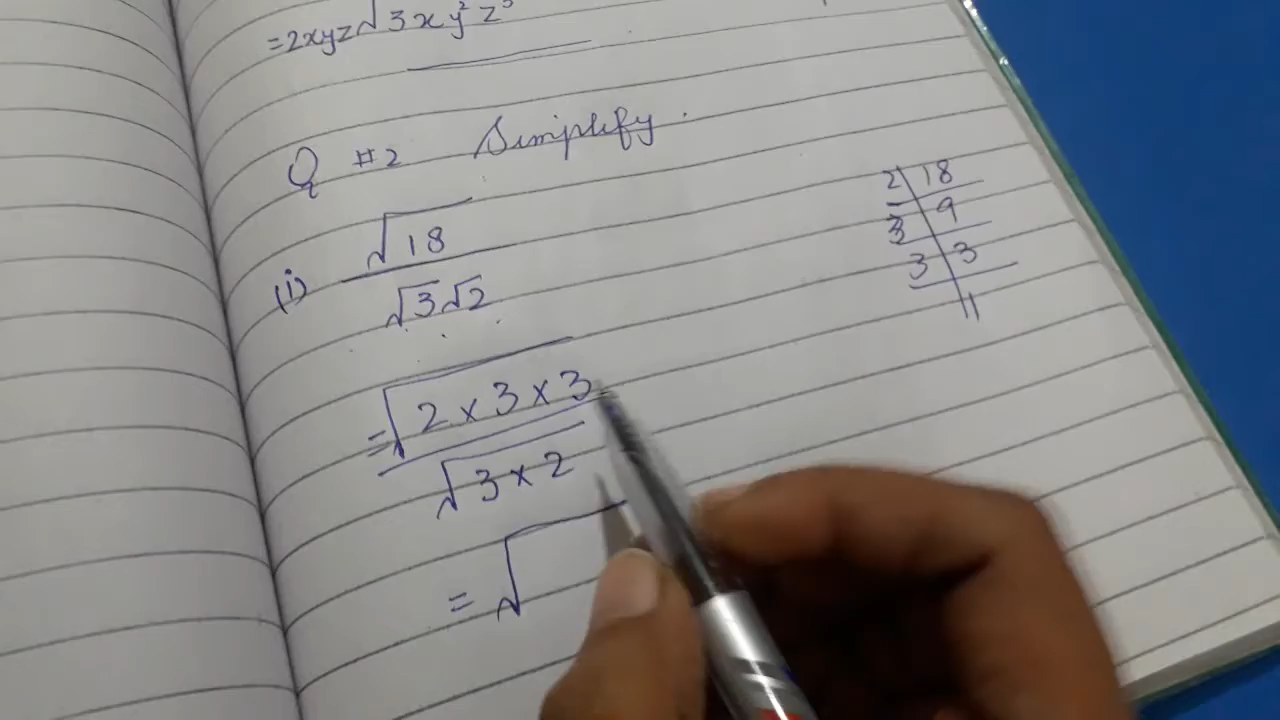 =2xyz√3xy²z³
Q #2 Simplify.
(i) √18
√3√2
2 18
3 9
3 3
1
=√2×3×3
√3×2
=√